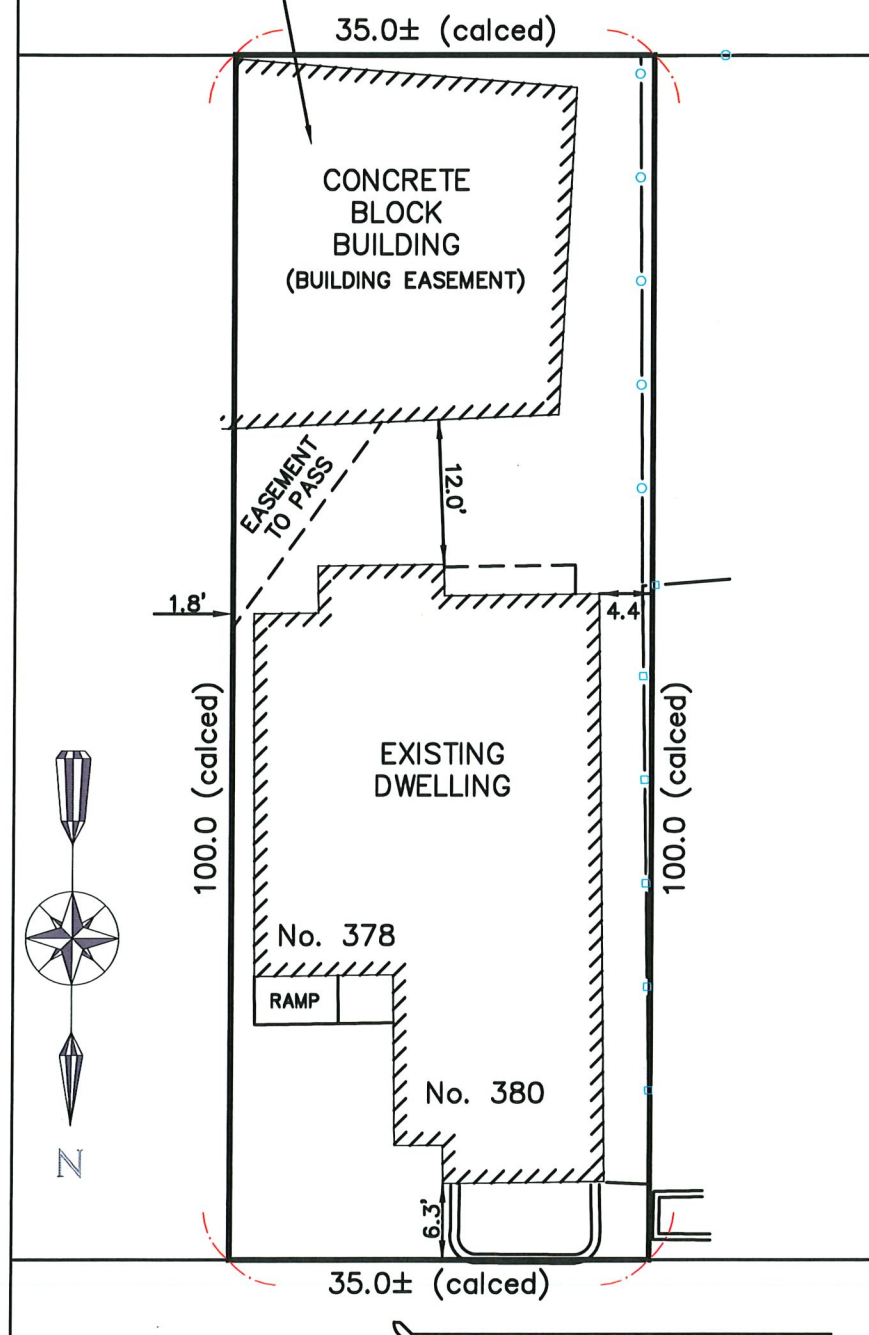 35.0± (calced)
CONCRETE
BLOCK
BUILDING
(BUILDING EASEMENT)
EASEMENT
TO PASS
12.0'
1.8'
4.4
100.0 (calced)
EXISTING
DWELLING
100.0 (calced)
No. 378
RAMP
No. 380
N
6.3'
35.0± (calced)